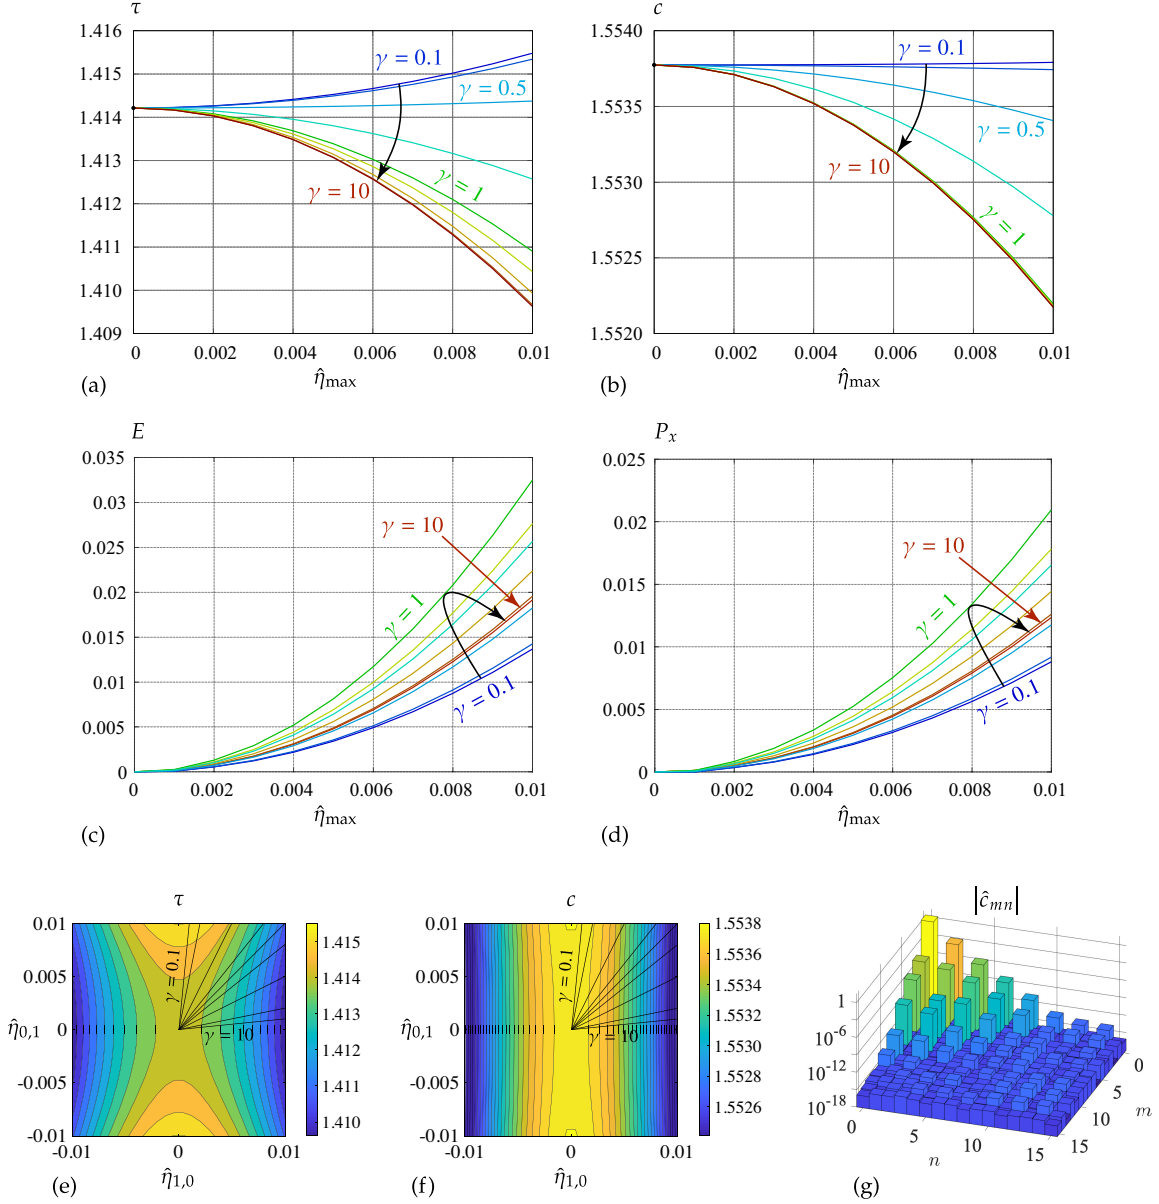 τ
1.416
1.415
1.414
1.413
1.412
1.411
1.410
1.409
0 0.002 0.004 0.006 0.008 0.01
γ = 0.1
γ = 0.5
γ = 1
γ = 10
(a)
η̂max
c
1.5540
1.5535
1.5530
1.5525
1.5520
0 0.002 0.004 0.006 0.008 0.01
γ = 0.1
γ = 0.5
γ = 10
γ = 1
(b)
η̂max
E
0.035
0.03
0.025
0.02
0.015
0.01
0.005
0
0 0.002 0.004 0.006 0.008 0.01
γ = 10
γ = 1
γ = 0.1
(c)
η̂max
Px
0.025
0.02
0.015
0.01
0.005
0
0 0.002 0.004 0.006 0.008 0.01
γ = 10
γ = 1
γ = 0.1
(d)
η̂max
τ
0.01
0.005
η̂0,1 0
-0.005
-0.01
-0.01 0 0.01
γ = 0.1
γ = 10
1.415
1.414
1.413
1.412
1.411
1.410
(e)
η̂1,0
c
0.01
0.005
η̂0,1 0
-0.005
-0.01
-0.01 0 0.01
γ = 0.1
γ = 10
1.5538
1.5536
1.5534
1.5532
1.5530
1.5528
1.5526
(f)
η̂1,0
|ĉmn|
1
10-6
10-12
10-18
0 5 10 15
n
0
5
10
15
m
(g)